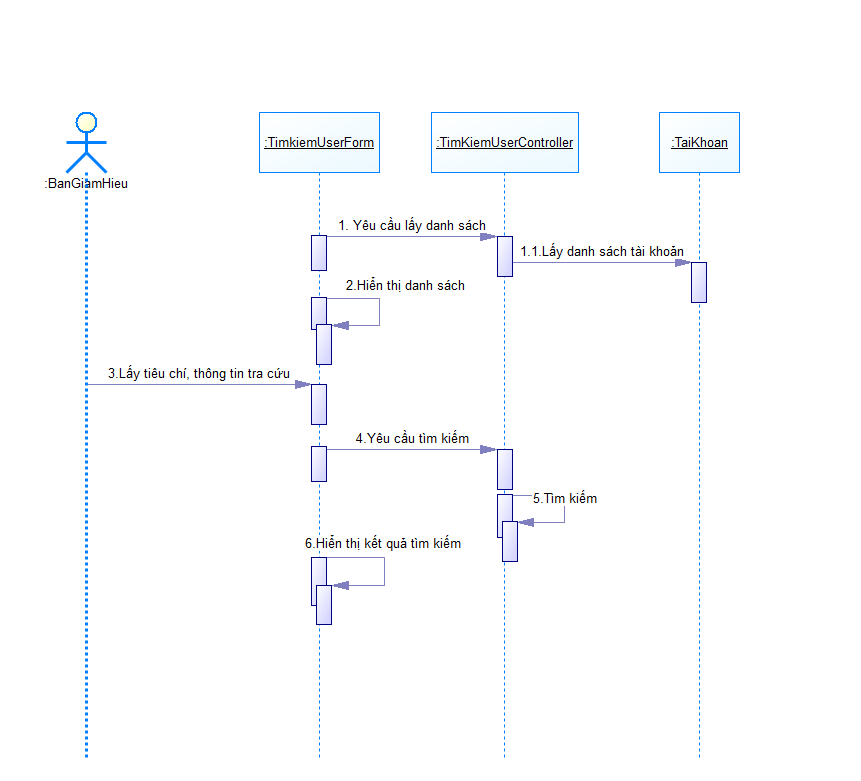 :BanGiamHieu
:TimkiemUserForm
:TimKiemUserController
:TaiKhoan
1. Yêu cầu lấy danh sách
1.1.Lấy danh sách tài khoản
2.Hiển thị danh sách
3.Lấy tiêu chí, thông tin tra cứu
4.Yêu cầu tìm kiếm
5.Tìm kiếm
6.Hiển thị kết quả tìm kiếm